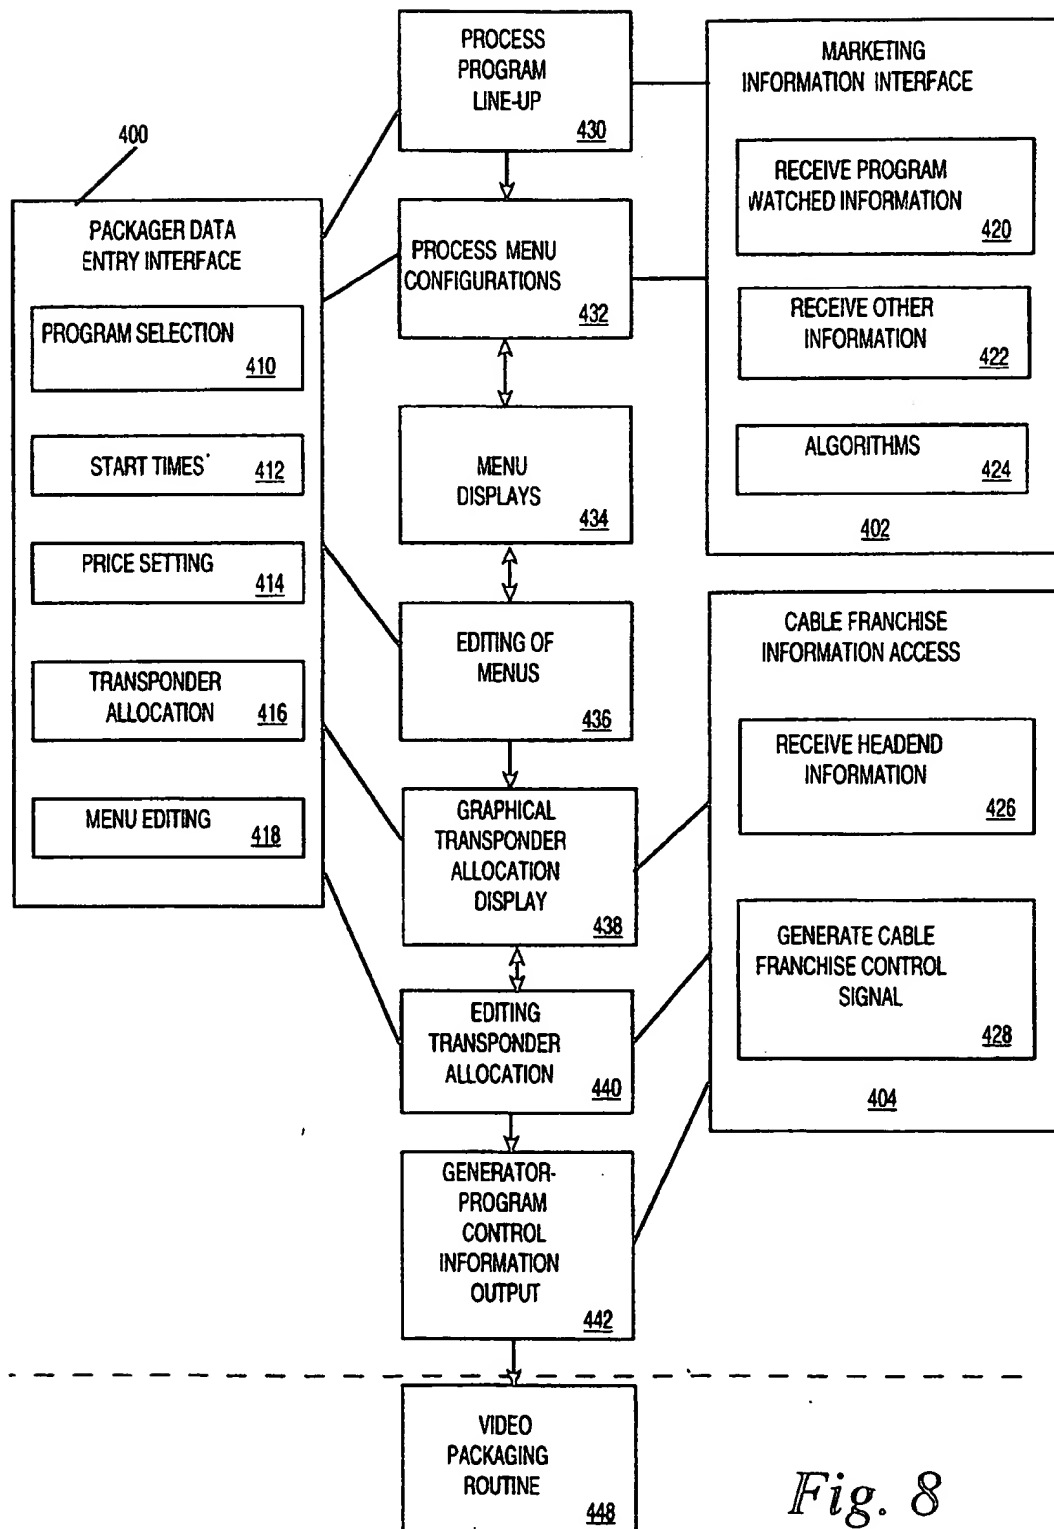 400
PACKAGER DATA
ENTRY INTERFACE
PROGRAM SELECTION
410
START TIMES
412
PRICE SETTING
414
TRANSPONDER
ALLOCATION
416
MENU EDITING
418
PROCESS
PROGRAM
LINE-UP
430
PROCESS MENU
CONFIGURATIONS
432
MENU
DISPLAYS
434
EDITING OF
MENUS
436
GRAPHICAL
TRANSPONDER
ALLOCATION
DISPLAY
438
EDITING
TRANSPONDER
ALLOCATION
440
GENERATOR-
PROGRAM
CONTROL
INFORMATION
OUTPUT
442
VIDEO
PACKAGING
ROUTINE
448
MARKETING
INFORMATION INTERFACE
RECEIVE PROGRAM
WATCHED INFORMATION
420
RECEIVE OTHER
INFORMATION
422
ALGORITHMS
424
402
CABLE FRANCHISE
INFORMATION ACCESS
RECEIVE HEADEND
INFORMATION
426
GENERATE CABLE
FRANCHISE CONTROL
SIGNAL
428
404
Fig. 8